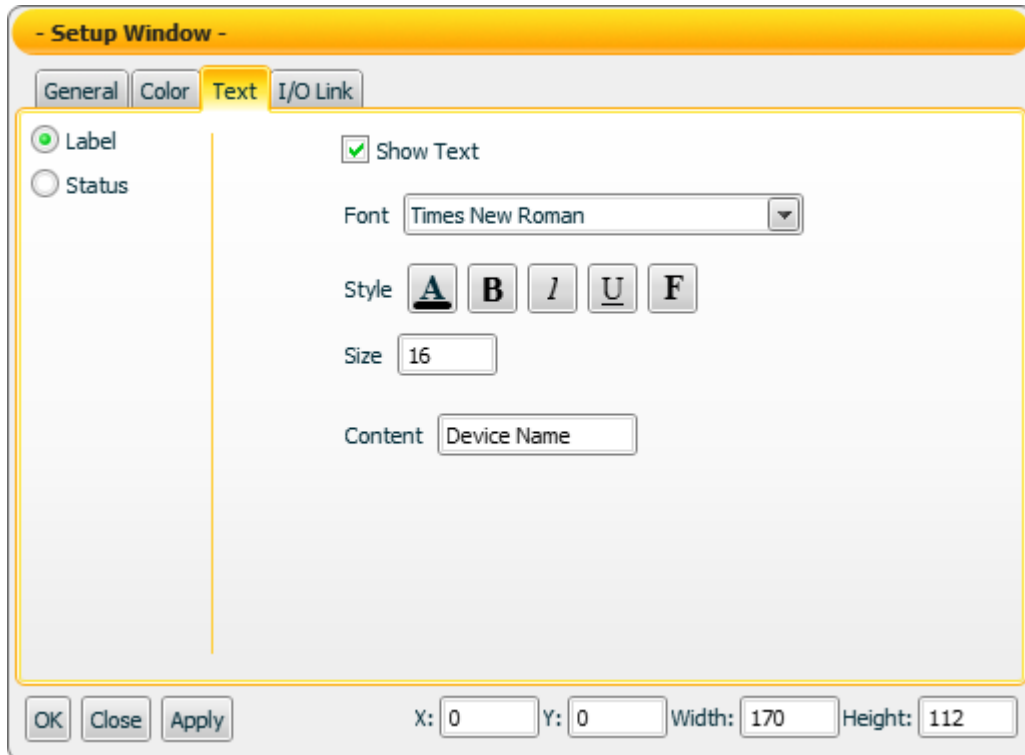 - Setup Window -
General Color Text I/O Link
Label
Status
Show Text
Font Times New Roman
Style A B I U F
Size 16
Content Device Name
OK Close Apply X: 0 Y: 0 Width: 170 Height: 112